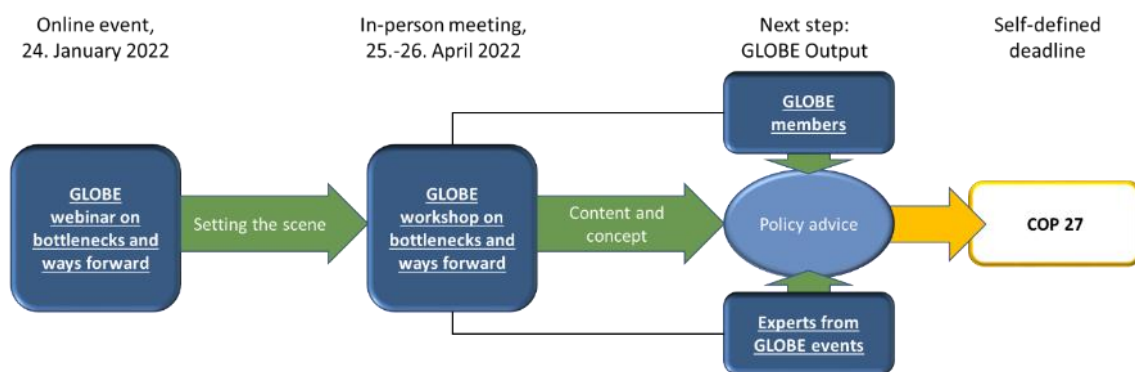 Online event,
24. January 2022
In-person meeting,
25.-26. April 2022
Next step:
GLOBE Output
Self-defined
deadline
GLOBE
webinar on
bottlenecks and
ways forward
Setting the scene
GLOBE
workshop on
bottlenecks and
ways forward
Content and
concept
GLOBE
members
Policy advice
Experts from
GLOBE events
COP 27